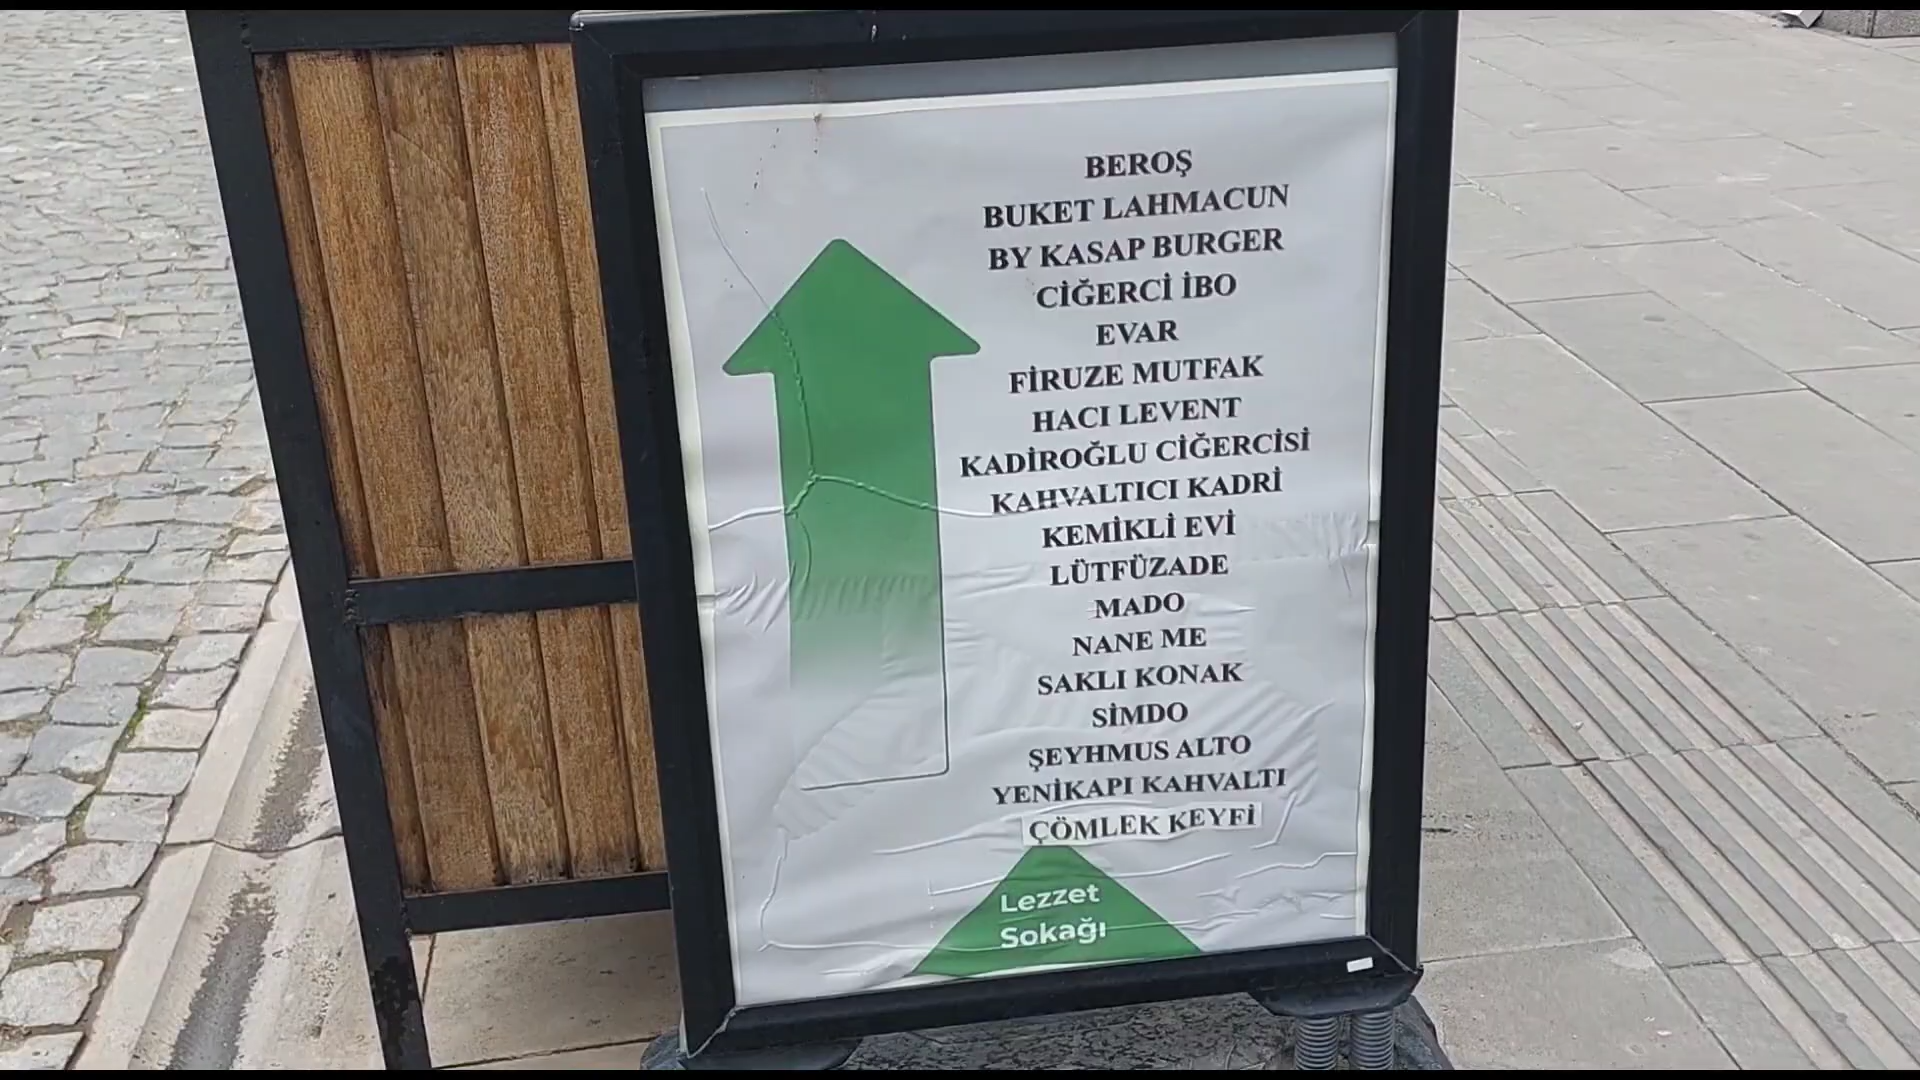 BEROŞ
BUKET LAHMACUN
BY KASAP BURGER
CİĞERCİ İBO
EVAR
FİRUZE MUTFAK
HACI LEVENT
KADİROĞLU CİĞERCİSİ
KAHVALTICI KADRİ
KEMİKLİ EVİ
LÜTFÜZADE
MADO
NANE ME
SAKLI KONAK
SİMDO
ŞEYHMUS ALTO
YENİKAPI KAHVALTI
ÇÖMLEK KEYFİ
Lezzet
Sokağı